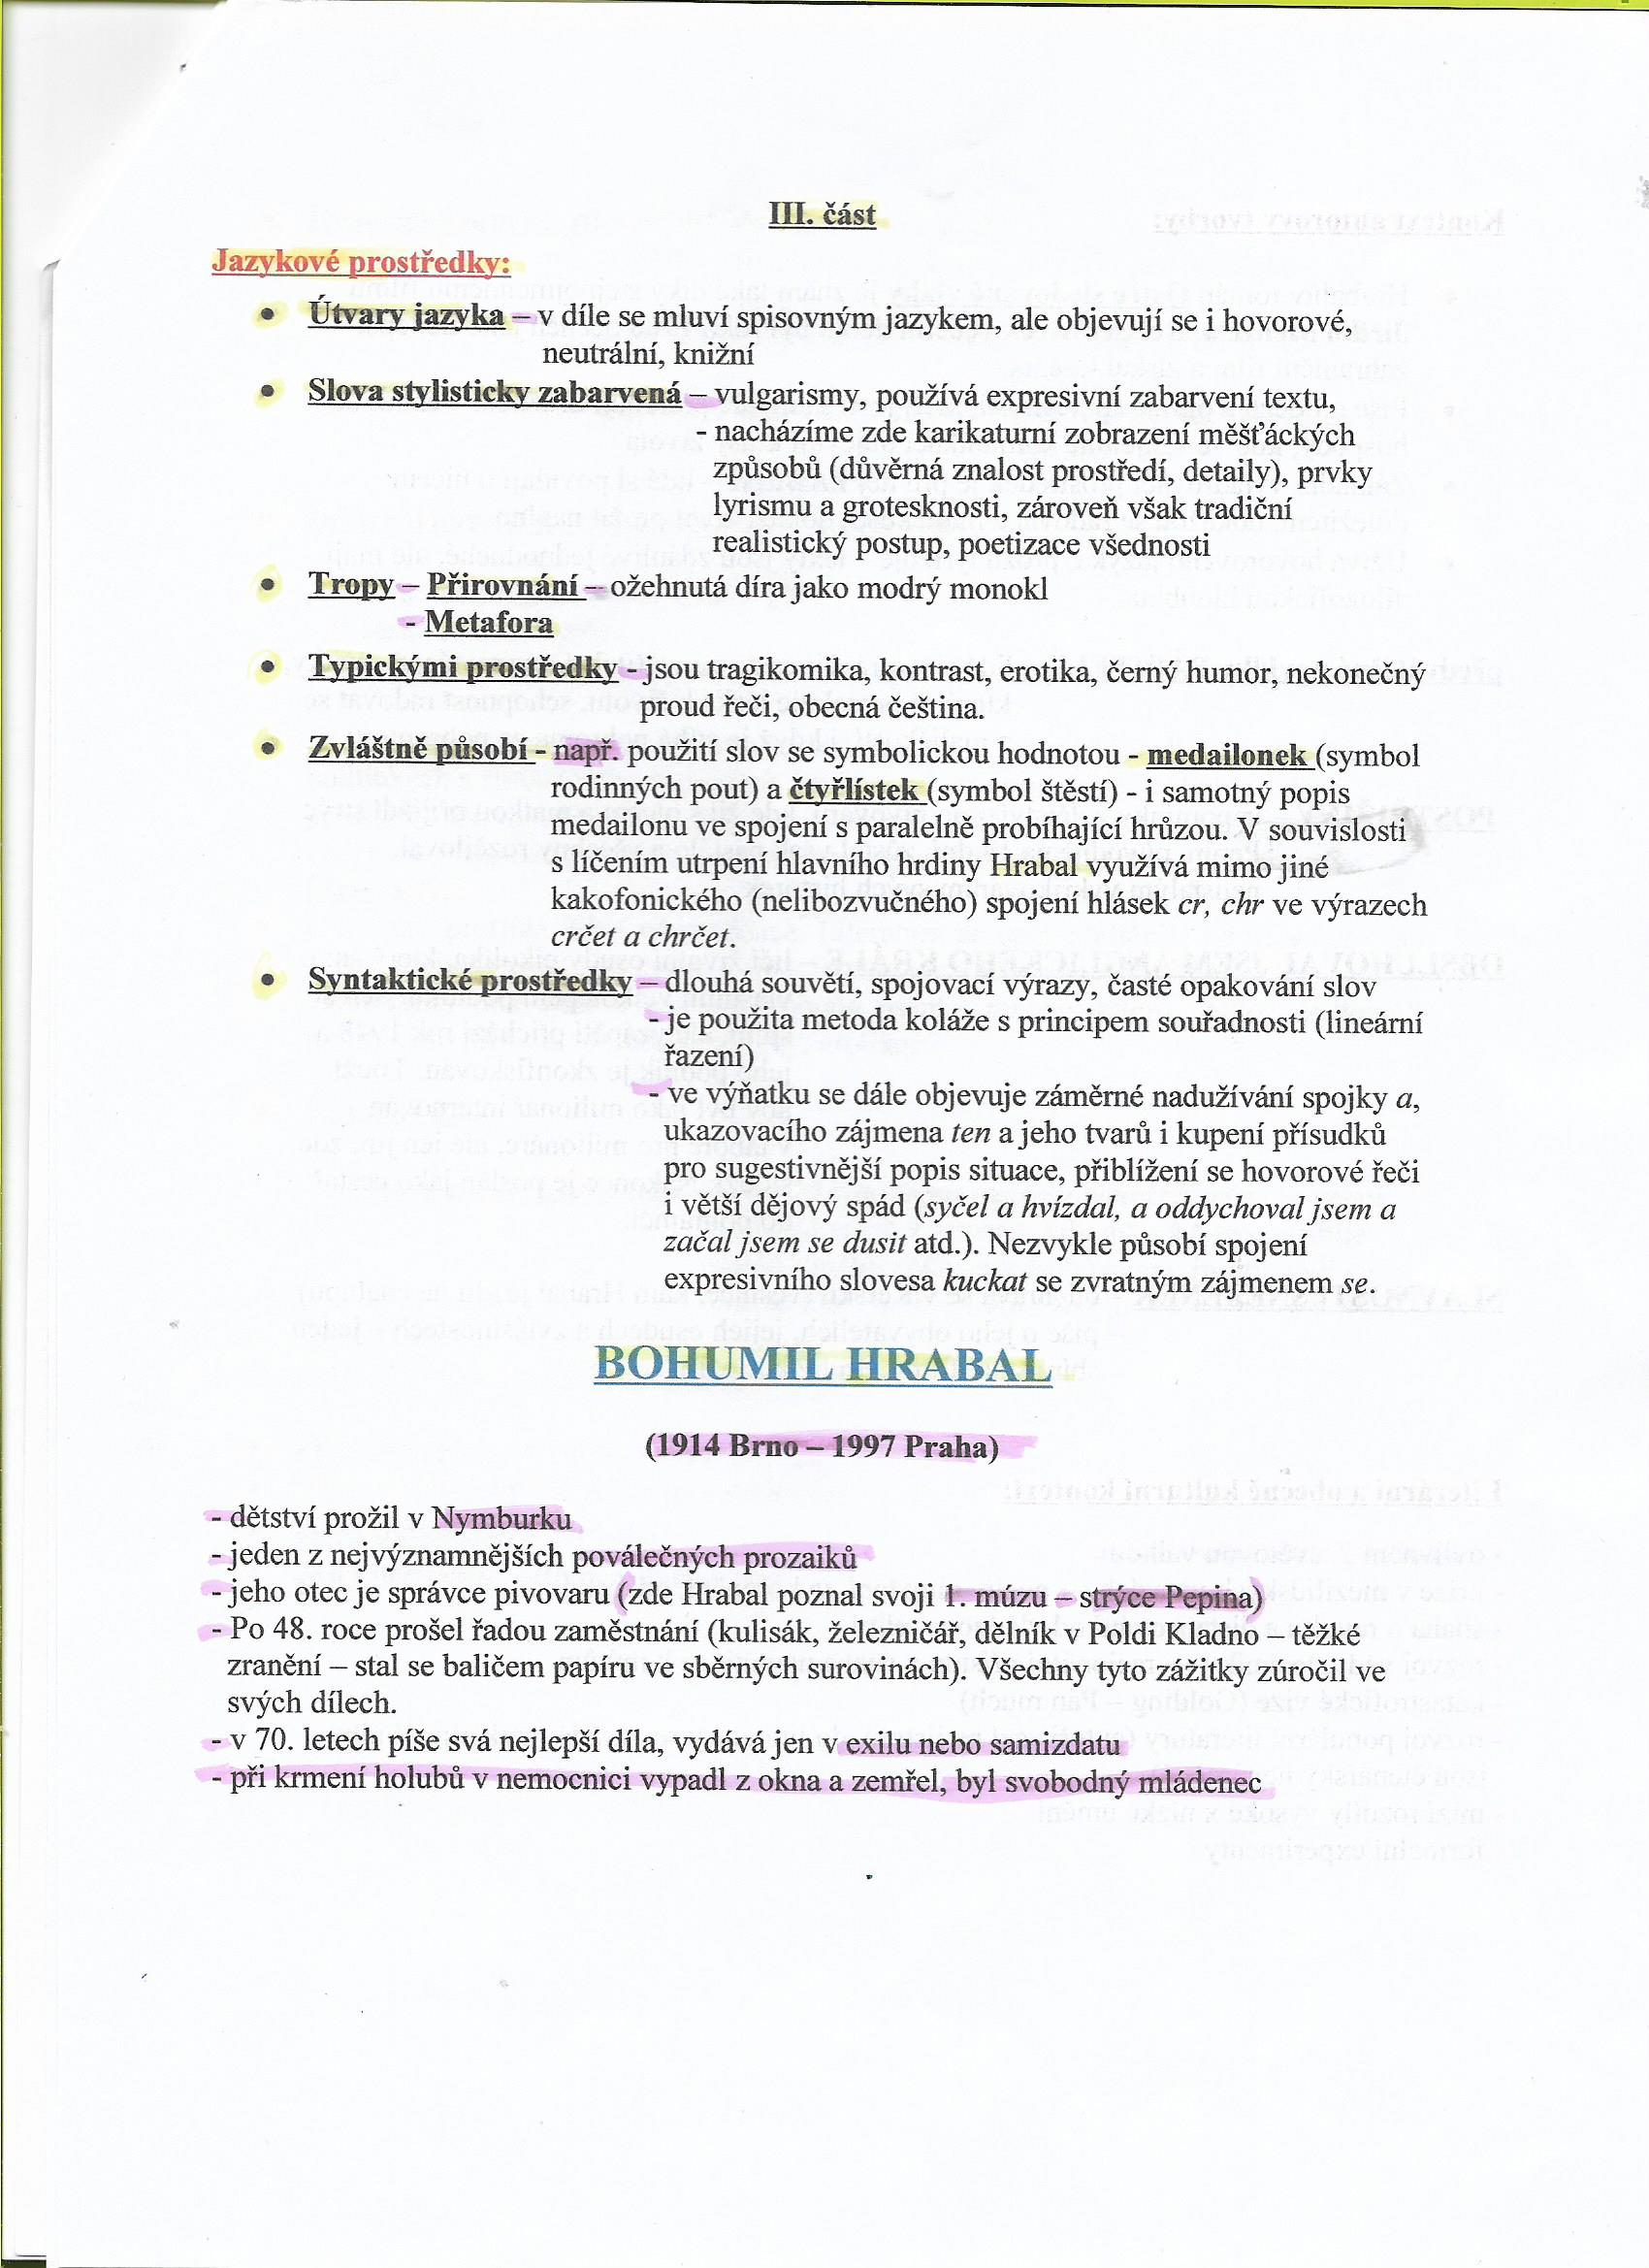 III. část
Jazykové prostředky:
• Útvary jazyka – v díle se mluví spisovným jazykem, ale objevují se i hovorové,
neutrální, knižní
• Slova stylisticky zabarvená – vulgarismy, používá expresivní zabarvení textu,
- nacházíme zde karikaturní zobrazení měšťáckých
způsobů (důvěrná znalost prostředí, detaily), prvky
lyrismu a grotesknosti, zároveň však tradiční
realistický postup, poetizace všednosti
• Tropy – Přirovnání – ožehnutá díra jako modrý monokl
- Metafora
• Typickými prostředky - jsou tragikomika, kontrast, erotika, černý humor, nekonečný
proud řeči, obecná čeština.
• Zvláštně působí - např. použití slov se symbolickou hodnotou - medailonek (symbol
rodinných pout) a čtyřlístek (symbol štěstí) - i samotný popis
medailonu ve spojení s paralelně probíhající hrůzou. V souvislosti
s líčením utrpení hlavního hrdiny Hrabal využívá mimo jiné
kakofonického (nelibozvučného) spojení hlásek cr, chr ve výrazech
crčet a chrčet.
• Syntaktické prostředky – dlouhá souvětí, spojovací výrazy, časté opakování slov
- je použita metoda koláže s principem souřadnosti (lineární
řazení)
- ve výňatku se dále objevuje záměrné nadužívání spojky a,
ukazovacího zájmena ten a jeho tvarů i kupení přísudků
pro sugestivnější popis situace, přiblížení se hovorové řeči
i větší dějový spád (syčel a hvízdal, a oddychoval jsem a
začal jsem se dusit atd.). Nezvykle působí spojení
expresivního slovesa kuckat se zvratným zájmenem se.
BOHUMIL HRABAL
(1914 Brno – 1997 Praha)
- dětství prožil v Nymburku
- jeden z nejvýznamnějších poválečných prozaiků
- jeho otec je správce pivovaru (zde Hrabal poznal svoji 1. múzu – strýce Pepina)
- Po 48. roce prošel řadou zaměstnání (kulisák, železničář, dělník v Poldi Kladno – těžké
zranění – stal se baličem papíru ve sběrných surovinách). Všechny tyto zážitky zúročil ve
svých dílech.
- v 70. letech píše svá nejlepší díla, vydává jen v exilu nebo samizdatu
- při krmení holubů v nemocnici vypadl z okna a zemřel, byl svobodný mládenec